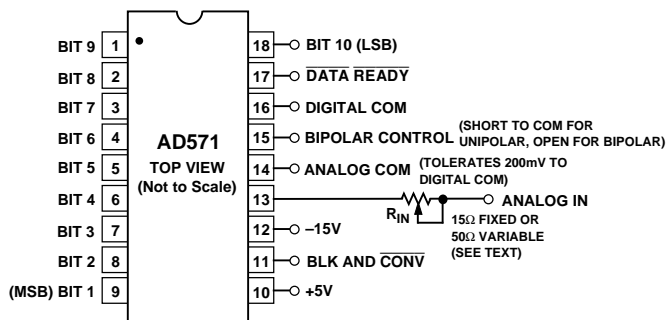 BIT 9 1
BIT 8 2
BIT 7 3
BIT 6 4
BIT 5 5
BIT 4 6
BIT 3 7
BIT 2 8
(MSB) BIT 1 9
AD571
TOP VIEW
(Not to Scale)
18 BIT 10 (LSB)
17 DATA READY
16 DIGITAL COM
15 BIPOLAR CONTROL (SHORT TO COM FOR
UNIPOLAR, OPEN FOR BIPOLAR)
14 ANALOG COM (TOLERATES 200mV TO
DIGITAL COM)
13 ANALOG IN
RIN
15Ω FIXED OR
50Ω VARIABLE
(SEE TEXT)
12 –15V
11 BLK AND CONV
10 +5V